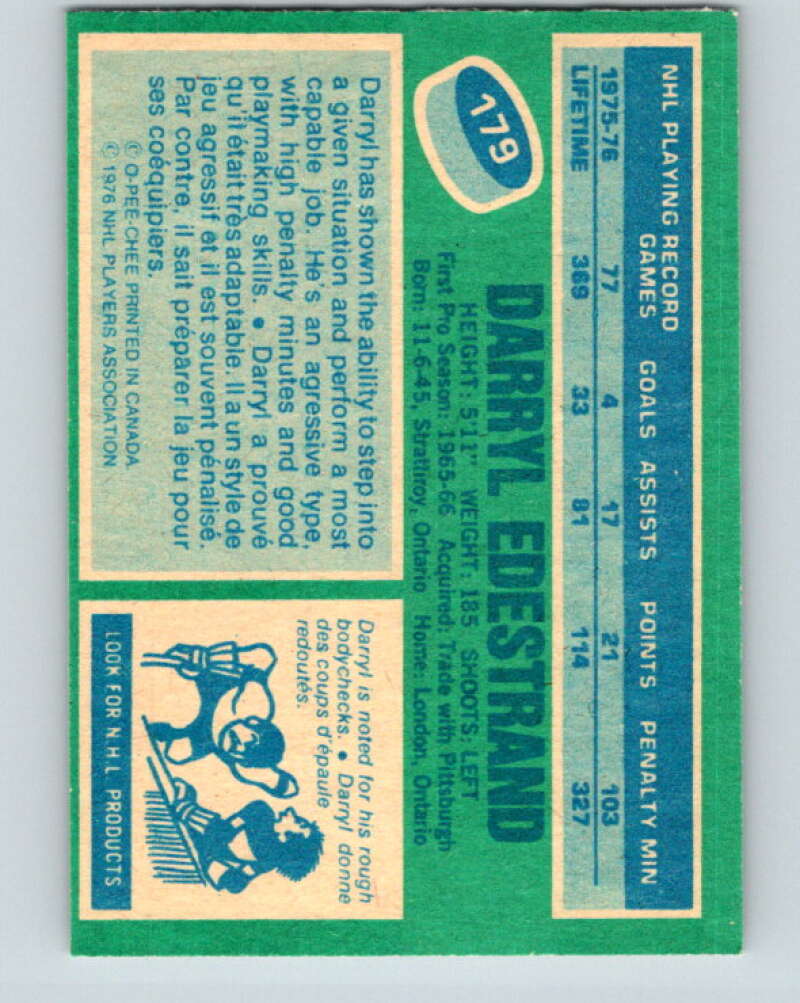 NHL PLAYING RECORD
GAMES GOALS ASSISTS POINTS PENALTY MIN
1975-76 77 4 17 21 103
LIFETIME 369 33 81 114 327
179
DARRYL EDESTRAND
HEIGHT: 5'11" WEIGHT: 185 SHOOTS: LEFT
First Pro Season: 1965-66 Acquired: Trade with Pittsburgh
Born: 11-6-45, Strathroy, Ontario Home: London, Ontario
Darryl has shown the ability to step into
a given situation and perform a most
capable job. He's an agressive type,
with high penalty minutes and good
playmaking skills. • Darryl a prouvé
qu'il était très adaptable. Il a un style de
jeu agressif et il est souvent pénalisé.
Par contre, il sait préparer la jeu pour
ses coéquipiers.
© O-PEE-CHEE PRINTED IN CANADA
© 1976 NHL PLAYERS ASSOCIATION
Darryl is noted for his rough
bodychecks. • Darryl donne
des coups d'épaule
redoutés.
LOOK FOR N.H.L PRODUCTS